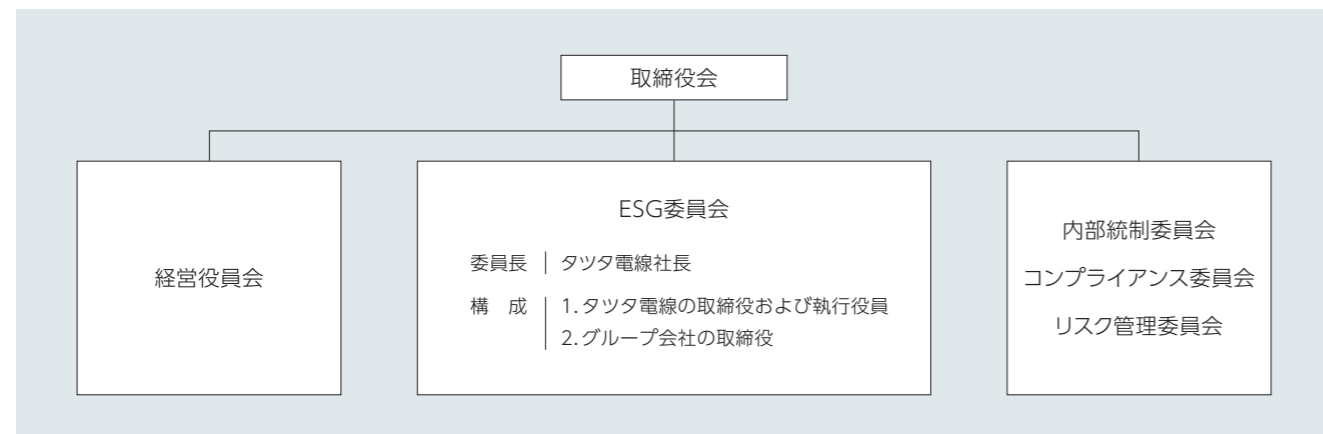 取締役会
経営役員会
ESG委員会
委員長 タツタ電線社長
構 成 1.タツタ電線の取締役および執行役員
2.グループ会社の取締役
内部統制委員会
コンプライアンス委員会
リスク管理委員会